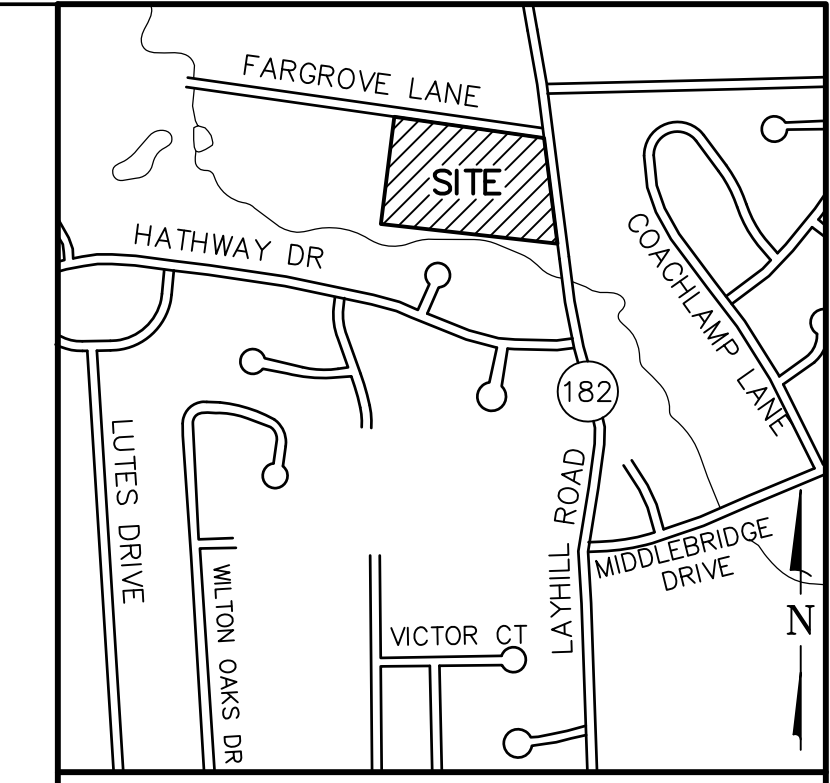 FARGROVE LANE
SITE
HATHWAY DR
COACHLAMP LANE
182
LUTES DRIVE
LAYHILL ROAD
MIDDLEBRIDGE
DRIVE
WILTON OAKS DR
N
VICTOR CT